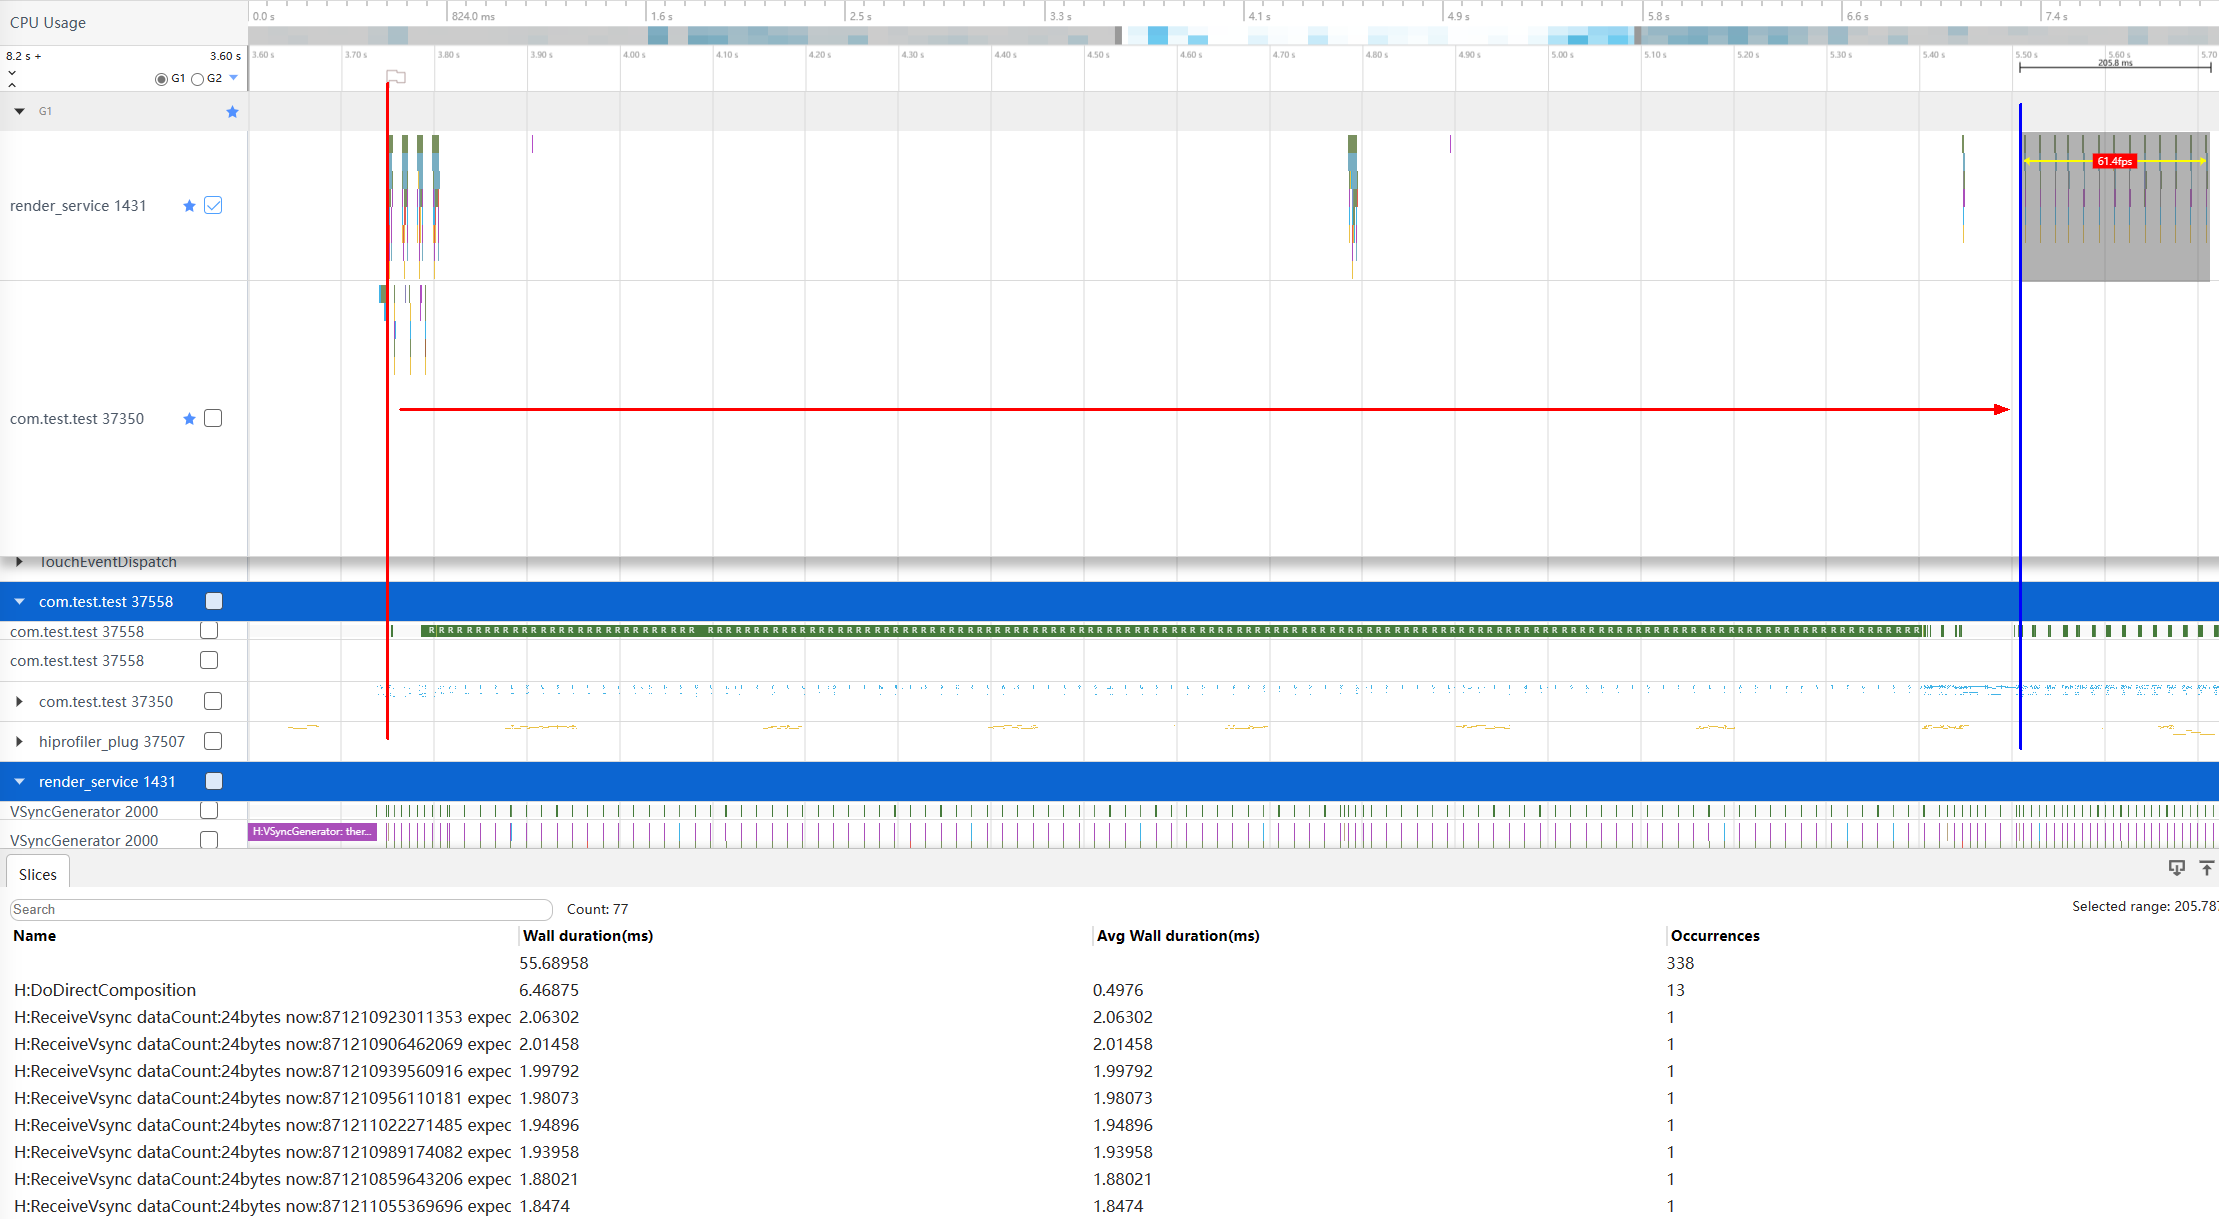 CPU Usage
0.0 s 824.0 ms 1.6 s 2.5 s 3.3 s 4.1 s 4.9 s 5.8 s 6.6 s 7.4 s
8.2 s + 3.60 s
3.60 s 3.70 s 3.80 s 3.90 s 4.00 s 4.10 s 4.20 s 4.30 s 4.40 s 4.50 s 4.60 s 4.70 s 4.80 s 4.90 s 5.00 s 5.10 s 5.20 s 5.30 s 5.40 s 5.50 s 5.60 s 5.70
205.8 ms
G1 G2
G1
61.4fps
render_service 1431
com.test.test 37350
TouchEventDispatch
com.test.test 37558
com.test.test 37558
com.test.test 37558
com.test.test 37350
hiprofiler_plug 37507
render_service 1431
VSyncGenerator 2000
H:VSyncGenerator: ther...
VSyncGenerator 2000
Slices
Search Count: 77 Selected range: 205.787
Name Wall duration(ms) Avg Wall duration(ms) Occurrences
55.68958 338
H:DoDirectComposition 6.46875 0.4976 13
H:ReceiveVsync dataCount:24bytes now:871210923011353 expec 2.06302 2.06302 1
H:ReceiveVsync dataCount:24bytes now:871210906462069 expec 2.01458 2.01458 1
H:ReceiveVsync dataCount:24bytes now:871210939560916 expec 1.99792 1.99792 1
H:ReceiveVsync dataCount:24bytes now:871210956110181 expec 1.98073 1.98073 1
H:ReceiveVsync dataCount:24bytes now:871211022271485 expec 1.94896 1.94896 1
H:ReceiveVsync dataCount:24bytes now:871210989174082 expec 1.93958 1.93958 1
H:ReceiveVsync dataCount:24bytes now:871210859643206 expec 1.88021 1.88021 1
H:ReceiveVsync dataCount:24bytes now:871211055369696 expec 1.8474 1.8474 1